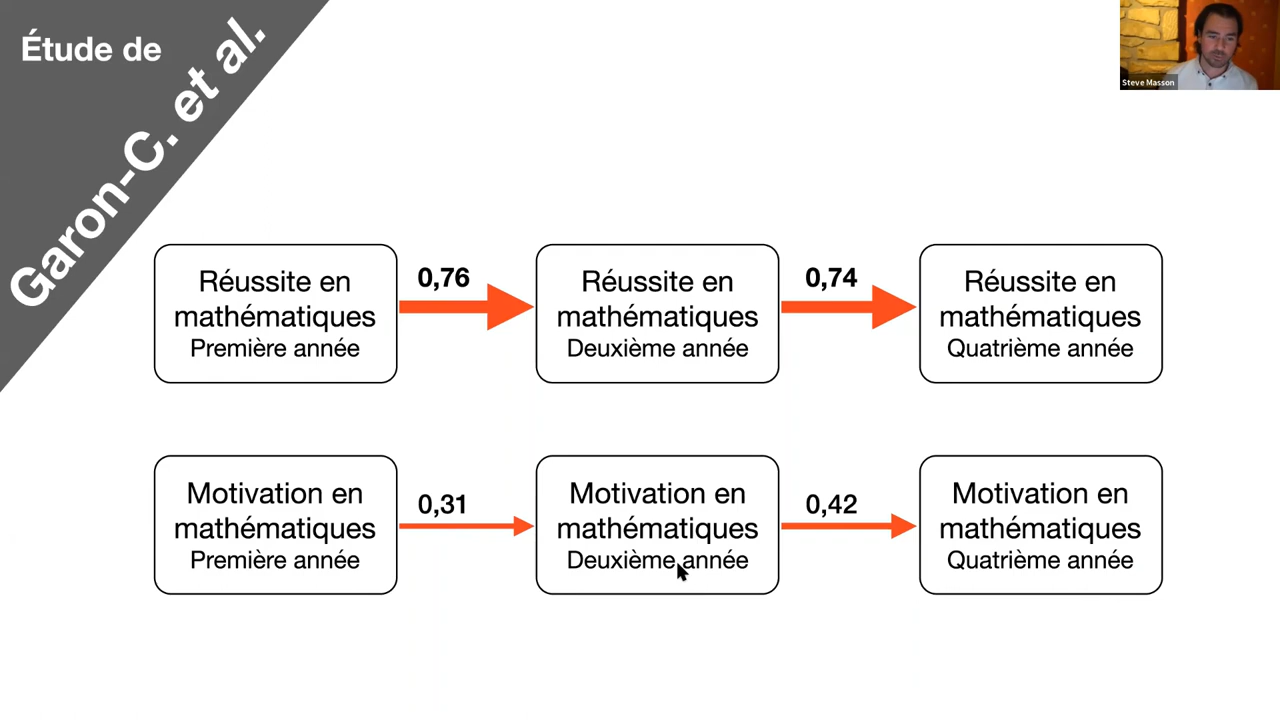 Étude de
Garon-C. et al.
Steve Masson
Réussite en
mathématiques
Première année
0,76
Réussite en
mathématiques
Deuxième année
0,74
Réussite en
mathématiques
Quatrième année
Motivation en
mathématiques
Première année
0,31
Motivation en
mathématiques
Deuxième année
0,42
Motivation en
mathématiques
Quatrième année